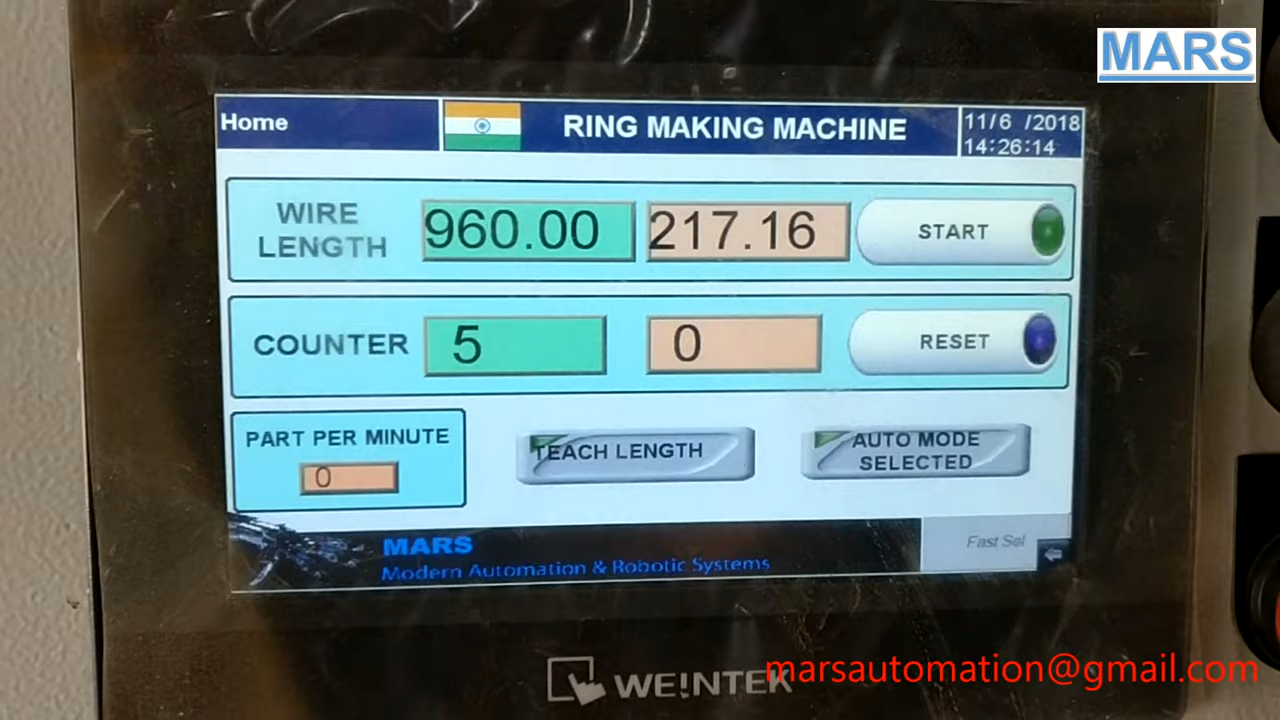 MARS
Home
RING MAKING MACHINE
11/6 /2018
14:26:14
WIRE
LENGTH
960.00
217.16
START
COUNTER
5
0
RESET
PART PER MINUTE
0
TEACH LENGTH
AUTO MODE
SELECTED
MARS
Modern Automation & Robotic Systems
Fast Sel
WE!NTEK
marsautomation@gmail.com